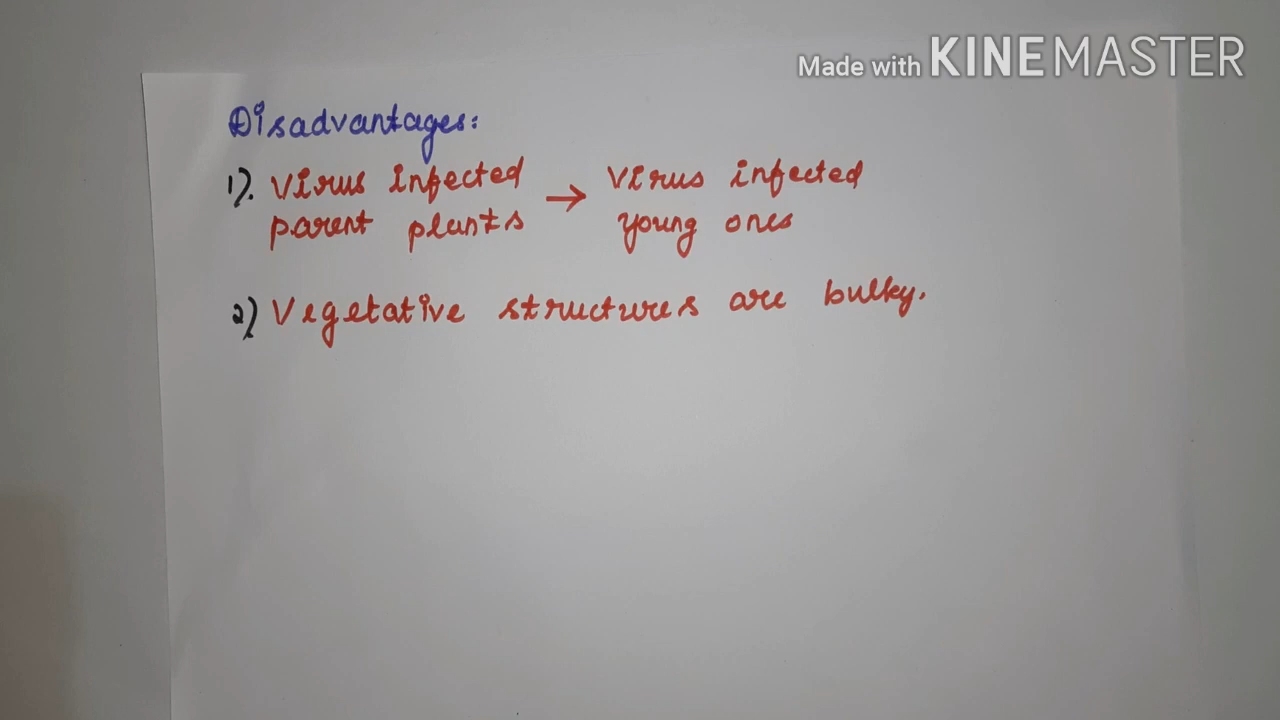 Made with KINEMASTER
Disadvantages:
1). Virus infected → Virus infected
parent plants young ones
2) Vegetative structures are bulky.